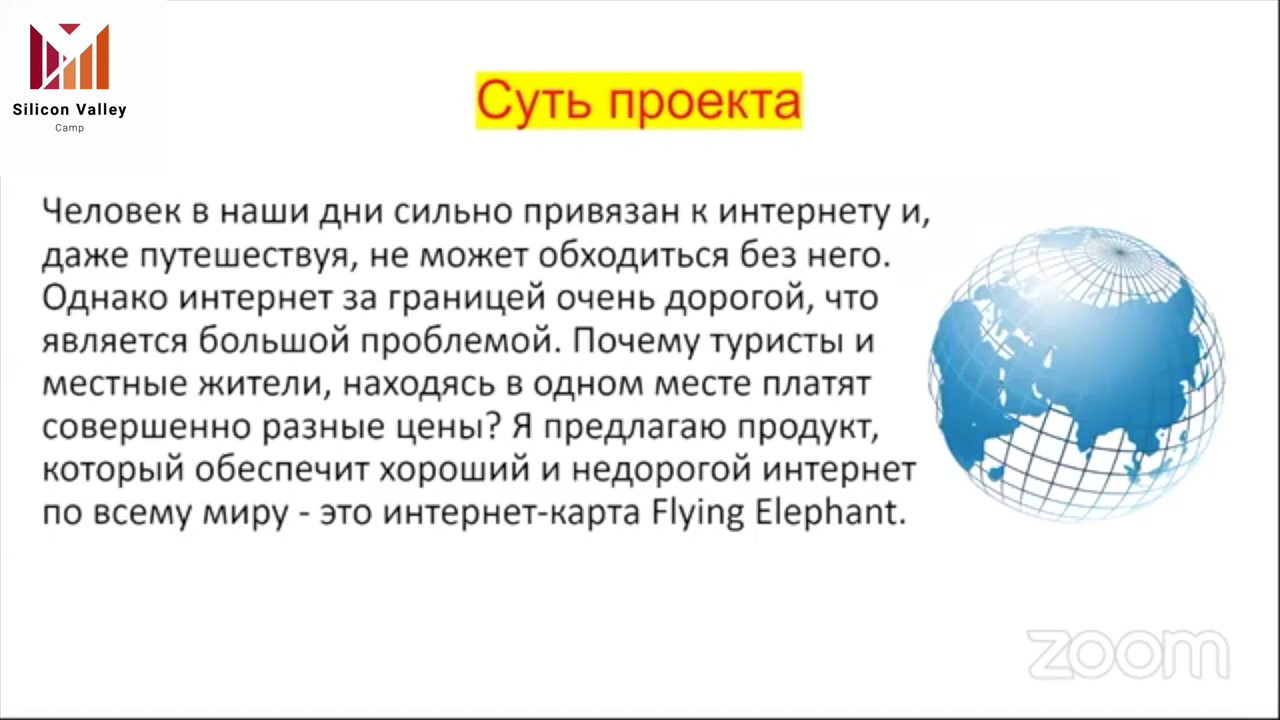 Silicon Valley
Camp
Суть проекта
Человек в наши дни сильно привязан к интернету и,
даже путешествуя, не может обходиться без него.
Однако интернет за границей очень дорогой, что
является большой проблемой. Почему туристы и
местные жители, находясь в одном месте платят
совершенно разные цены? Я предлагаю продукт,
который обеспечит хороший и недорогой интернет
по всему миру - это интернет-карта Flying Elephant.
zoom